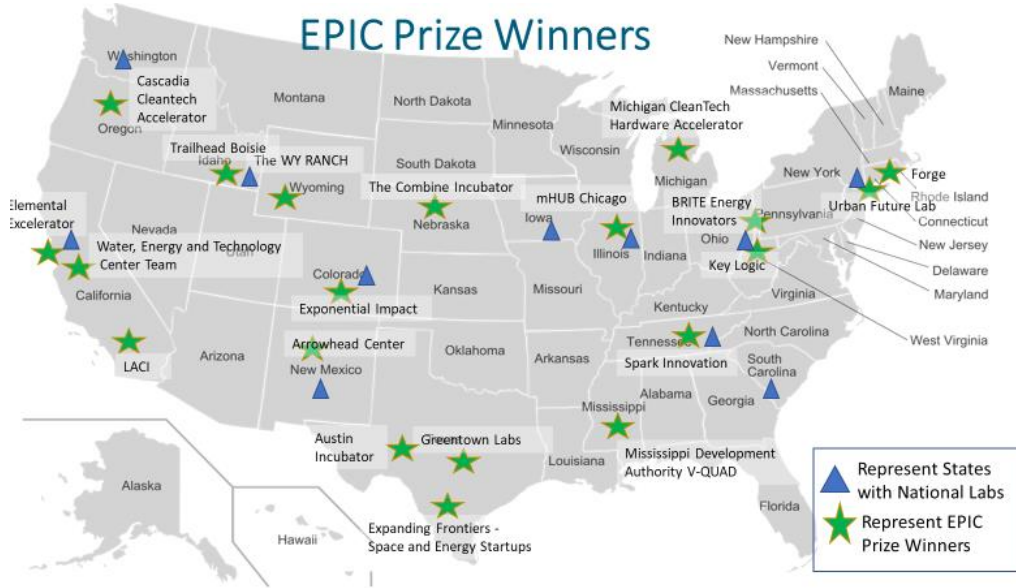 EPIC Prize Winners
New Hampshire
Vermont
Massachusetts
Maine
Washington
Cascadia
Cleantech
Accelerator
Oregon
Montana
North Dakota
Minnesota
Michigan CleanTech
Hardware Accelerator
Wisconsin
Michigan
South Dakota
Trailhead Boisie
Idaho
The WY RANCH
Wyoming
The Combine Incubator
Nebraska
mHUB Chicago
Iowa
Illinois
Indiana
BRITE Energy
Innovators
Ohio
Pennsylvania
New York
Forge
Rhode Island
Urban Future Lab
Connecticut
New Jersey
Delaware
Maryland
West Virginia
Elemental
Excelerator
Nevada
Water, Energy and Technology
Center Team
Utah
California
Colorado
Exponential Impact
Kansas
Missouri
Key Logic
Kentucky
Virginia
LACI
Arizona
Arrowhead Center
New Mexico
Oklahoma
Arkansas
Tennessee
Spark Innovation
North Carolina
South
Carolina
Mississippi
Alabama
Georgia
Austin
Incubator
Greentown Labs
Louisiana
Mississippi Development
Authority V-QUAD
Florida
Expanding Frontiers -
Space and Energy Startups
Alaska
Hawaii
Represent States
with National Labs
Represent EPIC
Prize Winners